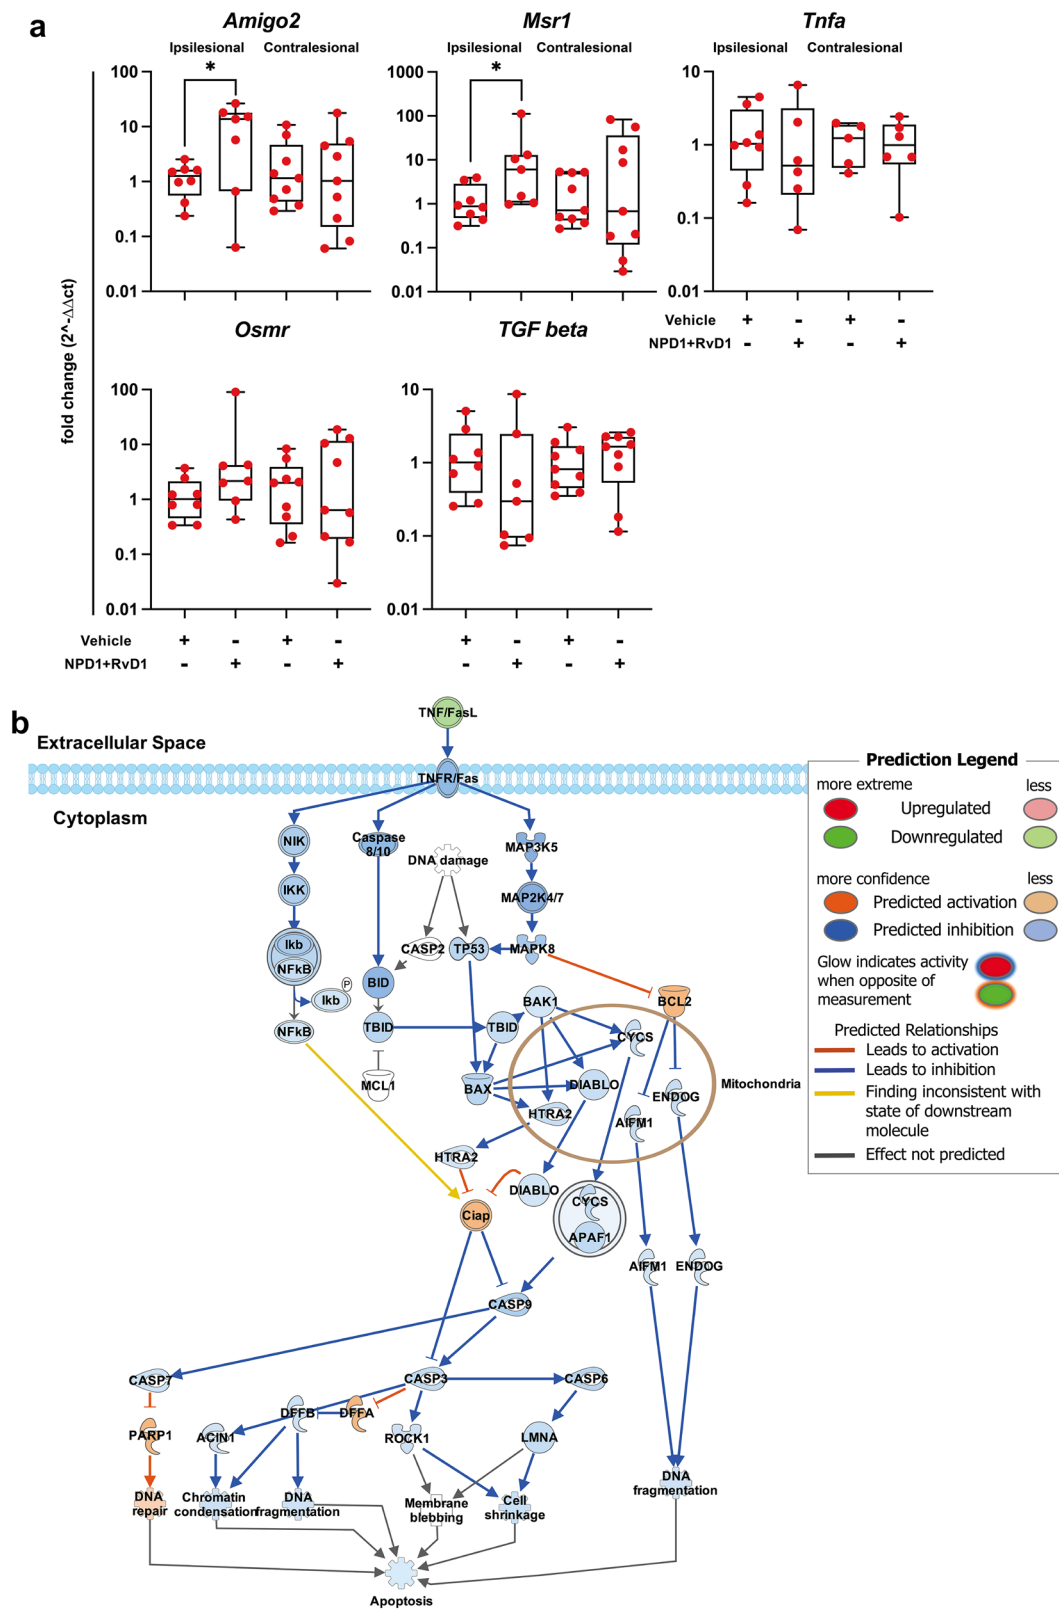 a
Amigo2
Msr1
Tnfa
Ipsilesional
Contralesional
Ipsilesional
Contralesional
Ipsilesional
Contralesional
*
*
100
10
1
0.1
0.01
1000
100
10
1
0.1
0.01
10
1
0.1
0.01
fold change (2^-ΔΔct)
Vehicle + - + -
NPD1+RvD1 - + - +
Osmr
TGF beta
100
10
1
0.1
0.01
10
1
0.1
0.01
Vehicle + - + - + - + -
NPD1+RvD1 - + - + - + - +
b
TNF/FasL
Extracellular Space
TNFR/Fas
Cytoplasm
NIK
Caspase
8/10
DNA damage
MAP3K5
IKK
MAP2K4/7
Ikb
NFkB
CASP2
TP53
MAPK8
BID
P
Ikb
NFkB
TBID
TBID
BAK1
BCL2
CYCS
MCL1
BAX
DIABLO
HTRA2
AIFM1
ENDOG
Mitochondria
HTRA2
DIABLO
Ciap
CYCS
APAF1
AIFM1
ENDOG
CASP9
CASP7
CASP3
CASP6
PARP1
ACIN1
DFFB
DFFA
ROCK1
LMNA
DNA
repair
Chromatin
condensation
DNA
fragmentation
Membrane
blebbing
Cell
shrinkage
DNA
fragmentation
Apoptosis
Prediction Legend
more extreme
less
Upregulated
Downregulated
more confidence
less
Predicted activation
Predicted inhibition
Glow indicates activity
when opposite of
measurement
Predicted Relationships
Leads to activation
Leads to inhibition
Finding inconsistent with
state of downstream
molecule
Effect not predicted